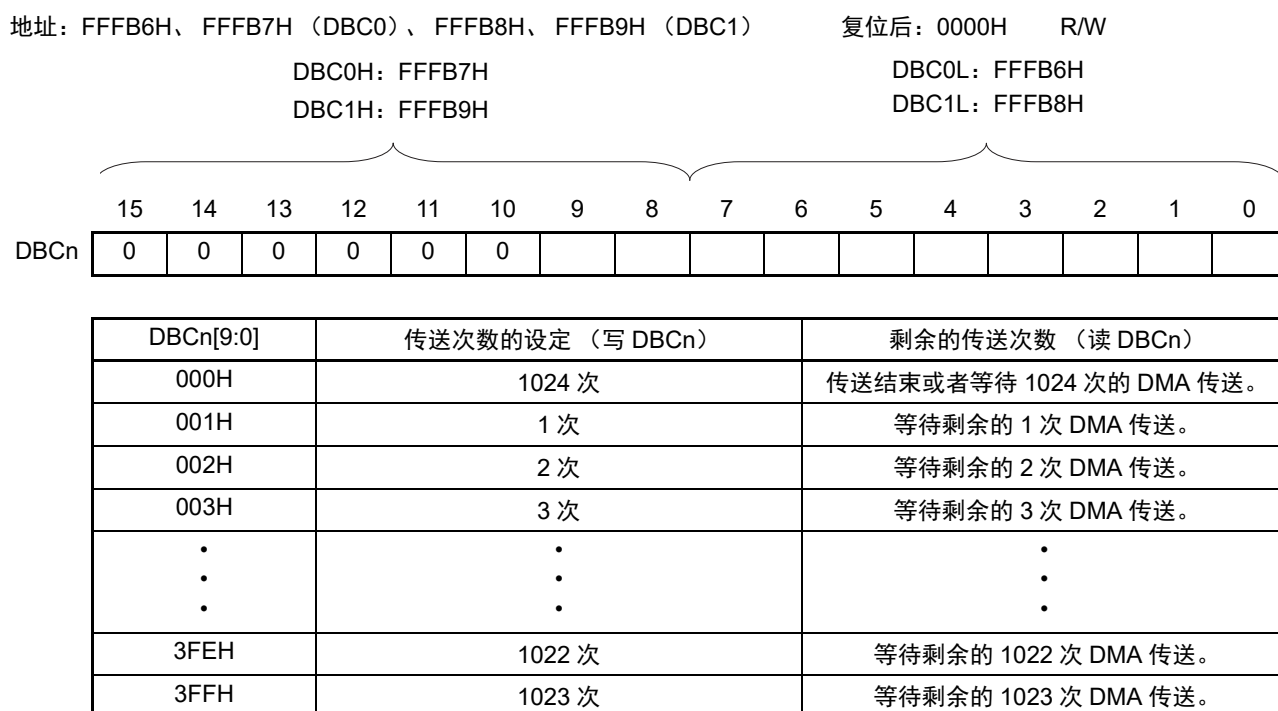 地址：FFFB6H、 FFFB7H （DBC0）、 FFFB8H、 FFFB9H （DBC1） 复位后：0000H R/W
DBC0H：FFFB7H DBC0L：FFFB6H
DBC1H：FFFB9H DBC1L：FFFB8H
15 14 13 12 11 10 9 8 7 6 5 4 3 2 1 0
DBCn 0 0 0 0 0 0
DBCn[9:0] 传送次数的设定 （写 DBCn） 剩余的传送次数 （读 DBCn）
000H 1024 次 传送结束或者等待 1024 次的 DMA 传送。
001H 1 次 等待剩余的 1 次 DMA 传送。
002H 2 次 等待剩余的 2 次 DMA 传送。
003H 3 次 等待剩余的 3 次 DMA 传送。
• • •
• • •
• • •
3FEH 1022 次 等待剩余的 1022 次 DMA 传送。
3FFH 1023 次 等待剩余的 1023 次 DMA 传送。